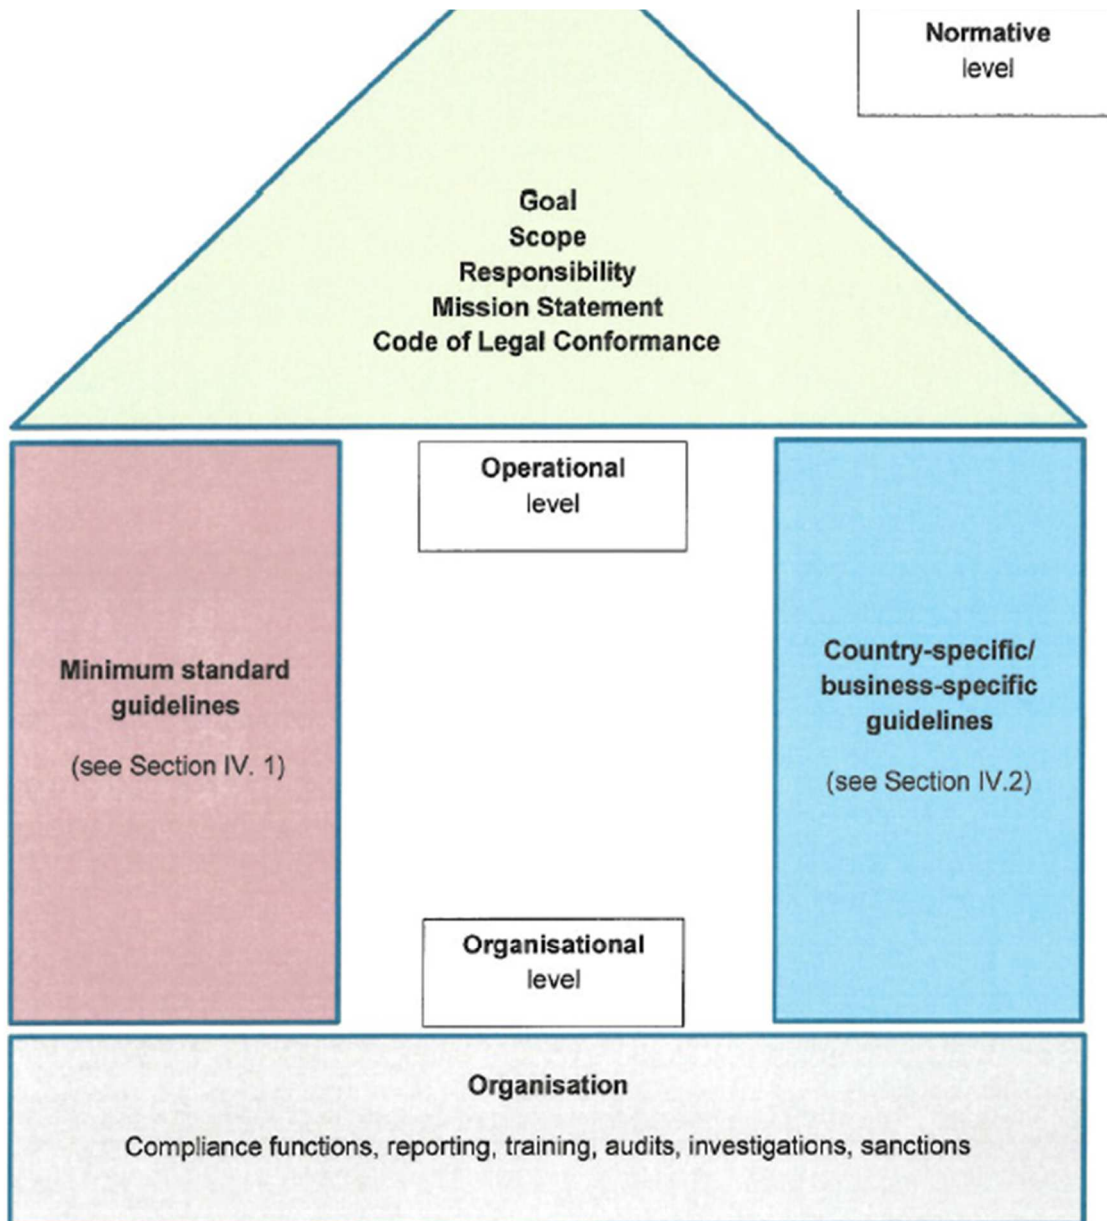 Normative
level
Goal
Scope
Responsibility
Mission Statement
Code of Legal Conformance
Operational
level
Minimum standard
guidelines
(see Section IV. 1)
Country-specific/
business-specific
guidelines
(see Section IV.2)
Organisational
level
Organisation
Compliance functions, reporting, training, audits, investigations, sanctions